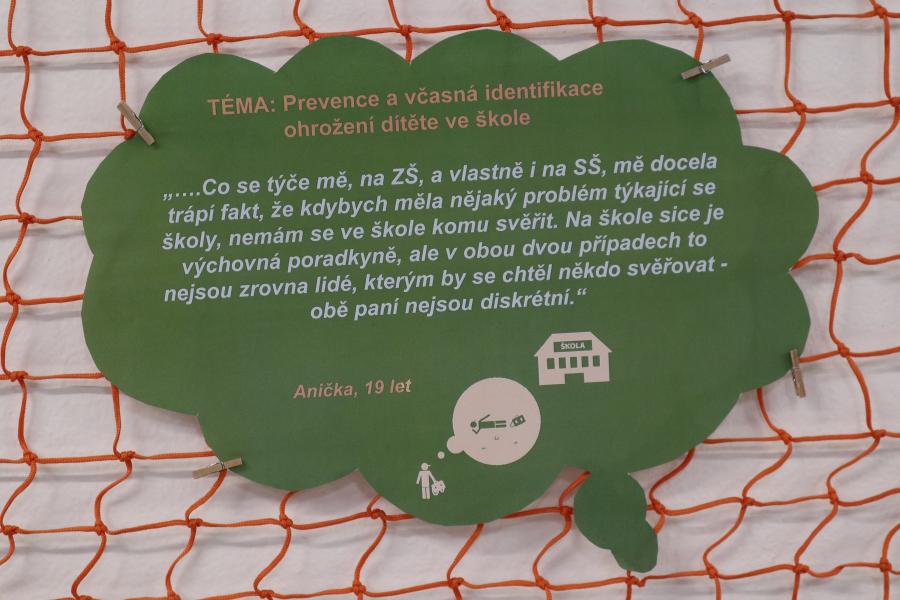 TÉMA: Prevence a včasná identifikace
ohrožení dítěte ve škole
„….Co se týče mě, na ZŠ, a vlastně i na SŠ, mě docela
trápí fakt, že kdybych měla nějaký problém týkající se
školy, nemám se ve škole komu svěřit. Na škole sice je
výchovná poradkyně, ale v obou dvou případech to
nejsou zrovna lidé, kterým by se chtěl někdo svěřovat -
obě paní nejsou diskrétní.“
ŠKOLA
Anička, 19 let